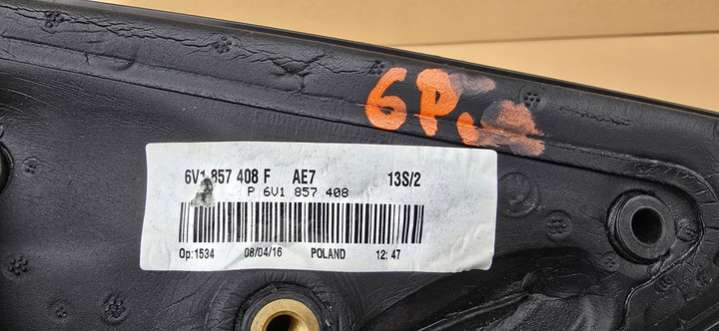 6P
6V1 857 408 F AE7 13S/2
P 6V1 857 408
Op:1534 08/04/16 POLAND 12:47